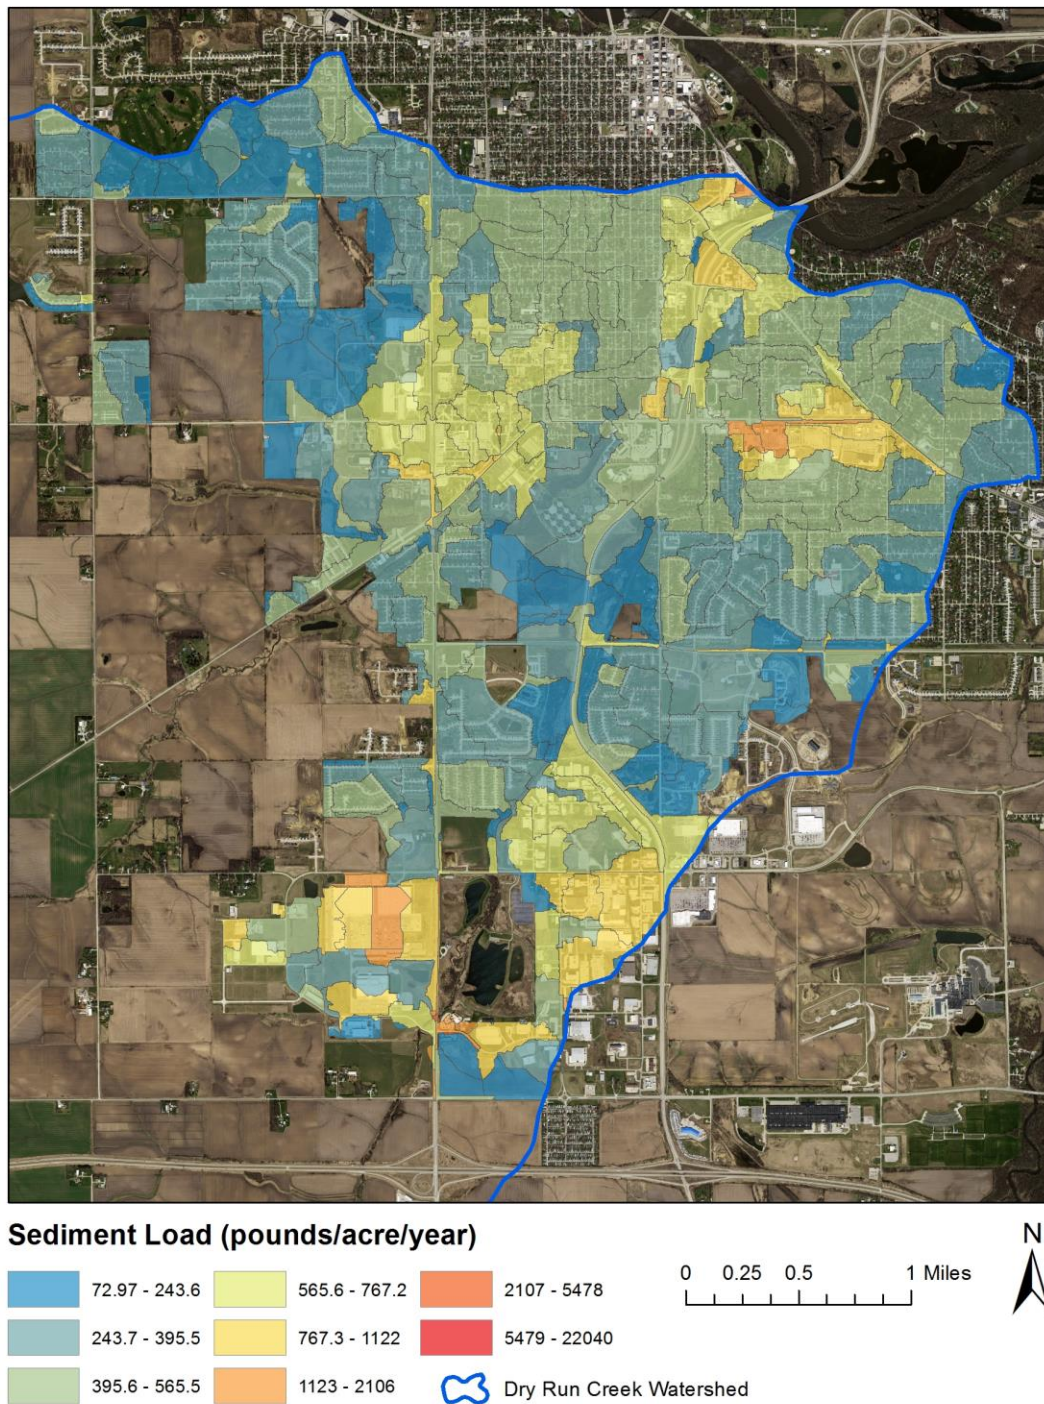 Sediment Load (pounds/acre/year)
72.97 - 243.6
243.7 - 395.5
395.6 - 565.5
565.6 - 767.2
767.3 - 1122
1123 - 2106
2107 - 5478
5479 - 22040
Dry Run Creek Watershed
0 0.25 0.5 1 Miles
N